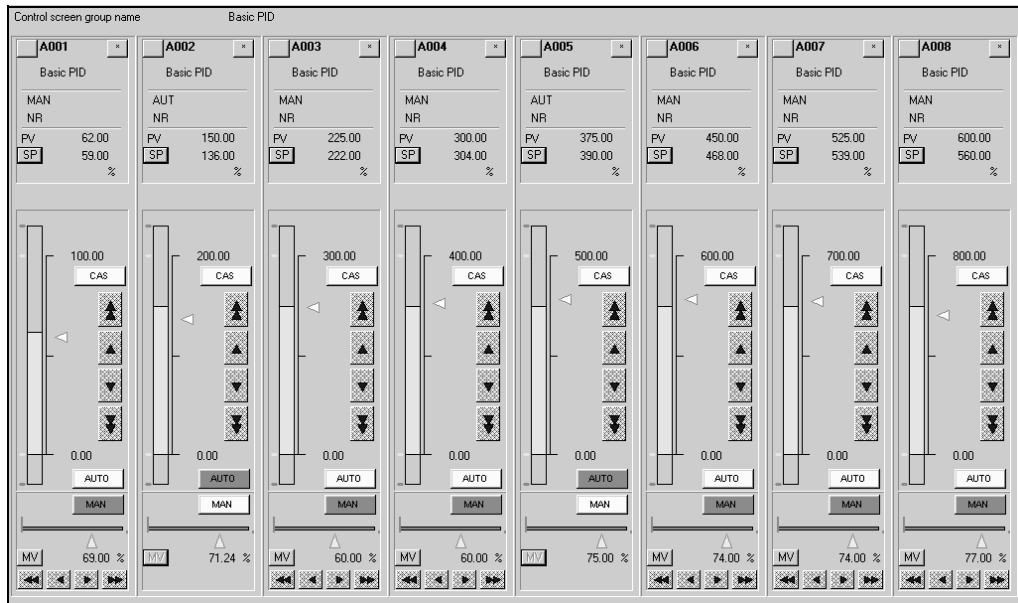 Control screen group name Basic PID
A001 × A002 × A003 × A004 × A005 × A006 × A007 × A008 ×
Basic PID Basic PID Basic PID Basic PID Basic PID Basic PID Basic PID Basic PID
MAN AUT MAN MAN AUT MAN MAN MAN
NR NR NR NR NR NR NR NR
PV 62.00 PV 150.00 PV 225.00 PV 300.00 PV 375.00 PV 450.00 PV 525.00 PV 600.00
SP 59.00 SP 136.00 SP 222.00 SP 304.00 SP 390.00 SP 468.00 SP 539.00 SP 560.00
% % % % % % % %
100.00 200.00 300.00 400.00 500.00 600.00 700.00 800.00
CAS CAS CAS CAS CAS CAS CAS CAS
0.00 0.00 0.00 0.00 0.00 0.00 0.00 0.00
AUTO AUTO AUTO AUTO AUTO AUTO AUTO AUTO
MAN MAN MAN MAN MAN MAN MAN MAN
MV 69.00 % MV 71.24 % MV 60.00 % MV 60.00 % MV 75.00 % MV 74.00 % MV 74.00 % MV 77.00 %